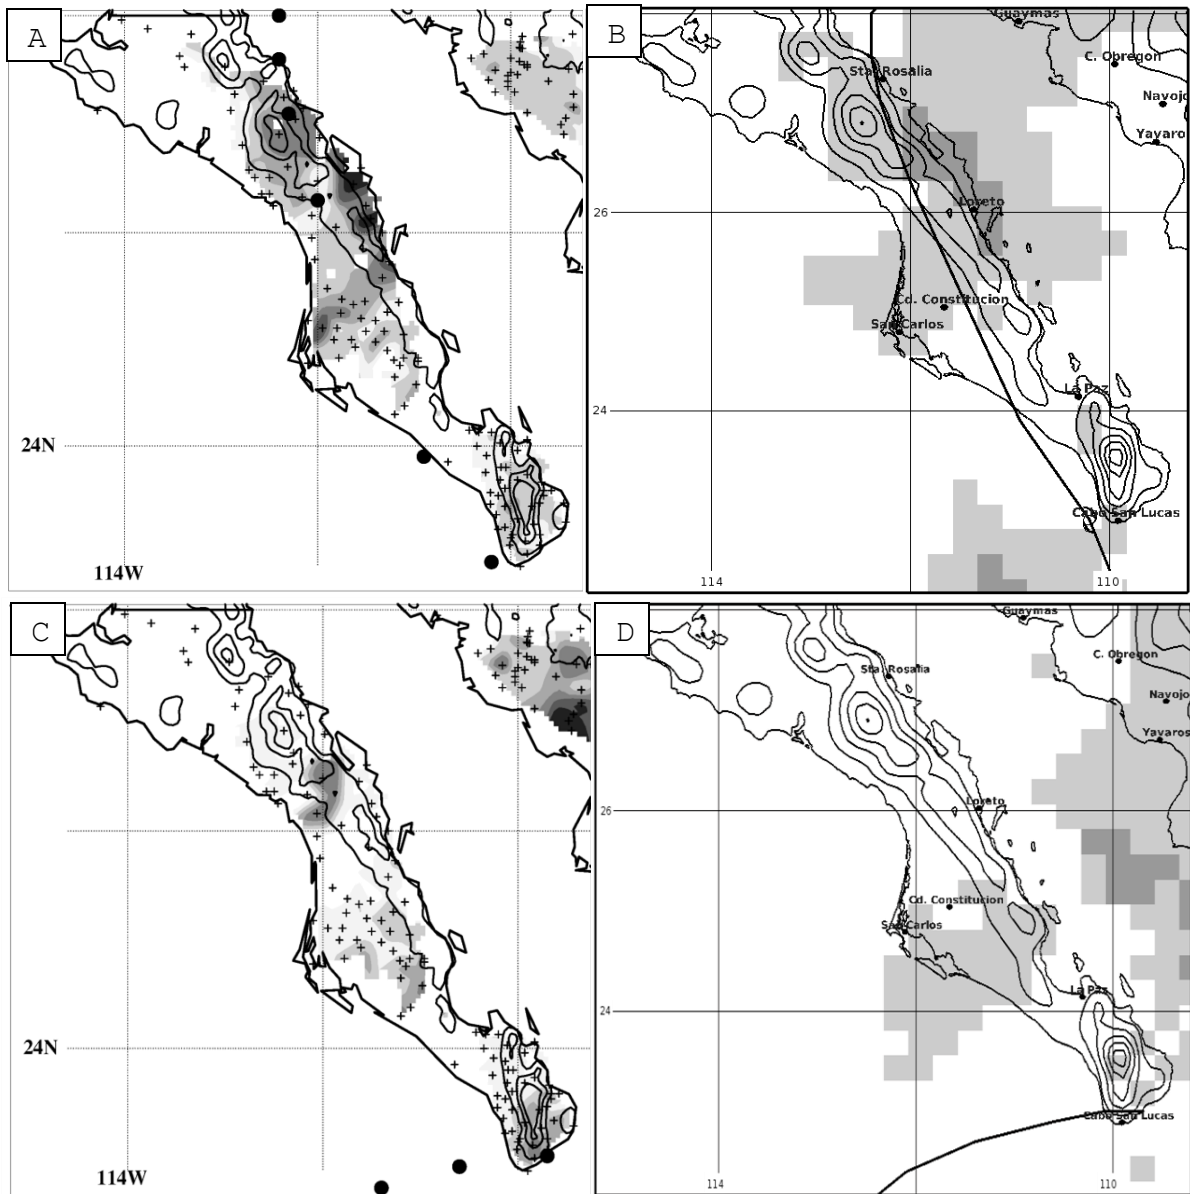 A
24N
114W
B
Guaymas
C. Obregon
Sta. Rosalia
Navojo
Yavaro
26
Loreto
Cd. Constitucion
San Carlos
La Paz
24
Cabo San Lucas
114
110
C
24N
114W
D
Guaymas
C. Obregon
Sta. Rosalia
Navojo
Yavaros
26
Loreto
Cd. Constitucion
San Carlos
La Paz
24
Cabo San Lucas
114
110